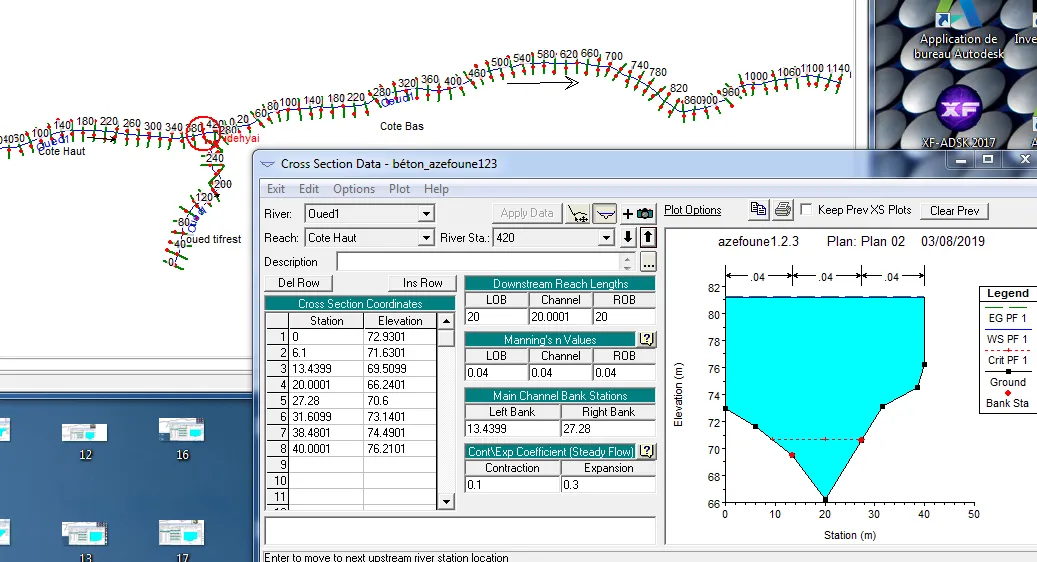 480 500 540 580 620 660 700 740 780 820 860 900 960 1000 1060 1100 1140
60 80 100 140 180 220 280 320 360 400 460
100 140 180 220 260 300 340 380 420 0 20
Oued1
Cote Haut
Oued1
Cote Bas
280
240
200
120
80
40
0
oued tifrest
Application de
bureau Autodesk
XF
XF-ADSK 2017
12
16
13
17
Cross Section Data - béton_azefoune123
Exit Edit Options Plot Help
River: Oued1 Apply Data
Reach: Cote Haut River Sta.: 420
Description ...
Del Row Ins Row
Cross Section Coordinates
Station Elevation
1 0 72.9301
2 6.1 71.6301
3 13.4399 69.5099
4 20.0001 66.2401
5 27.28 70.6
6 31.6099 73.1401
7 38.4801 74.4901
8 40.0001 76.2101
9
10
11
Downstream Reach Lengths
LOB Channel ROB
20 20.0001 20
Manning's n Values ?
LOB Channel ROB
0.04 0.04 0.04
Main Channel Bank Stations
Left Bank Right Bank
13.4399 27.28
Cont\Exp Coefficient (Steady Flow) ?
Contraction Expansion
0.1 0.3
Enter to move to next upstream river station location
Plot Options Keep Prev XS Plots Clear Prev
azefoune1.2.3 Plan: Plan 02 03/08/2019
.04 .04 .04
82
80
78
76
74
72
70
68
66
Elevation (m)
0 10 20 30 40 50
Station (m)
Legend
EG PF 1
WS PF 1
Crit PF 1
Ground
Bank Sta